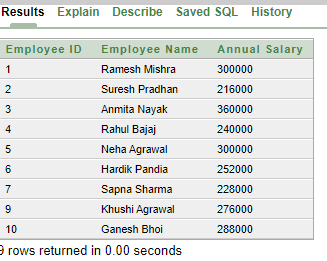 Results Explain Describe Saved SQL History
Employee ID Employee Name Annual Salary
1 Ramesh Mishra 300000
2 Suresh Pradhan 216000
3 Anmita Nayak 360000
4 Rahul Bajaj 240000
5 Neha Agrawal 300000
6 Hardik Pandia 252000
7 Sapna Sharma 228000
9 Khushi Agrawal 276000
10 Ganesh Bhoi 288000
9 rows returned in 0.00 seconds